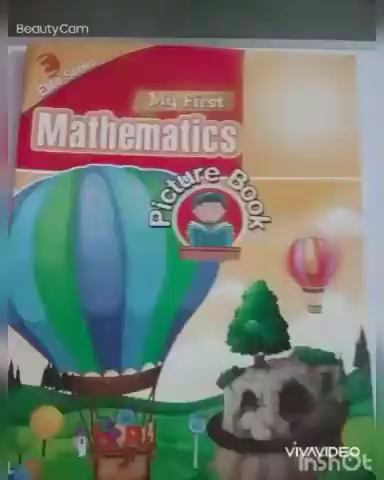 BeautyCam
My First
Mathematics
Picture Book
VIVAVIDEO
InShOt